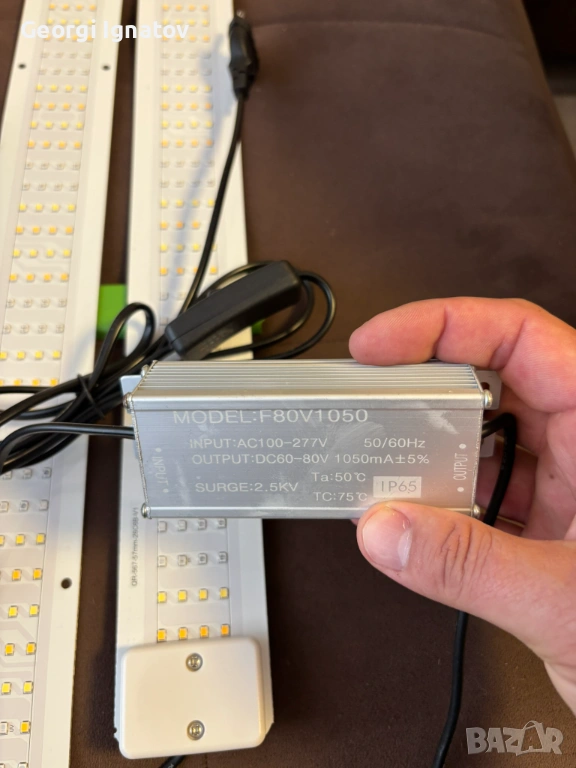 Georgi Ignatov
MODEL:F80V1050
INPUT:AC100-277V 50/60Hz
OUTPUT:DC60-80V 1050mA±5%
Ta:50℃
SURGE:2.5KV
TC:75℃
IP65
INPUT
OUTPUT
BAZAR